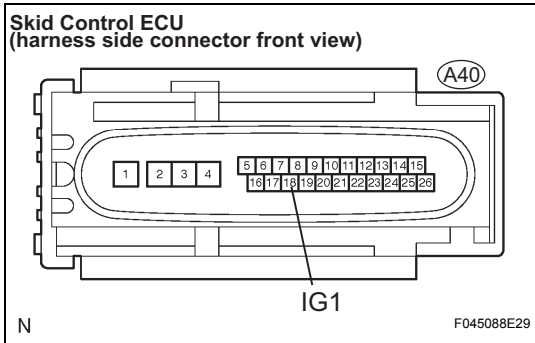 Skid Control ECU
(harness side connector front view)
A40
1 2 3 4 5 6 7 8 9 10 11 12 13 14 15
16 17 18 19 20 21 22 23 24 25 26
IG1
N F045088E29